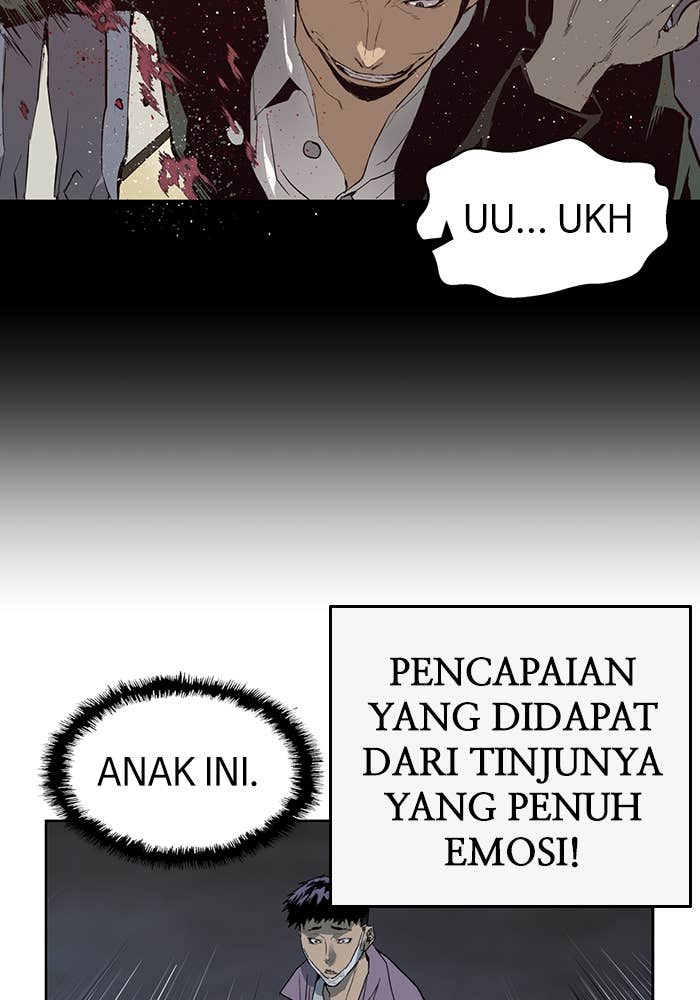 UU... UKH
PENCAPAIAN
YANG DIDAPAT
DARI TINJUNYA
YANG PENUH
EMOSI!
ANAK INI.